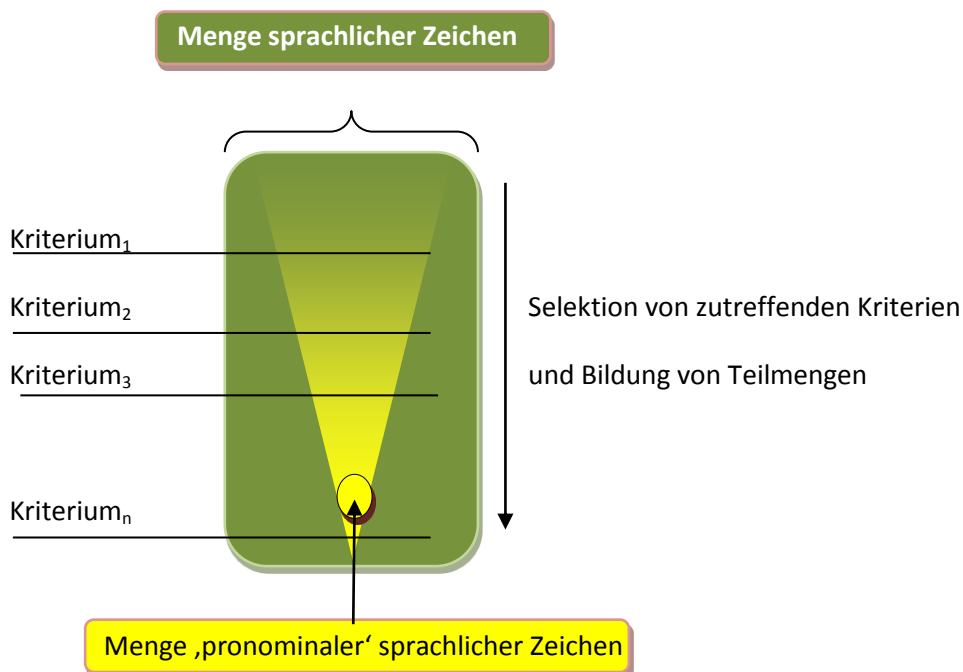 Menge sprachlicher Zeichen
Kriterium₁
Kriterium₂
Selektion von zutreffenden Kriterien
Kriterium₃
und Bildung von Teilmengen
Kriteriumₙ
Menge ‚pronominaler‘ sprachlicher Zeichen